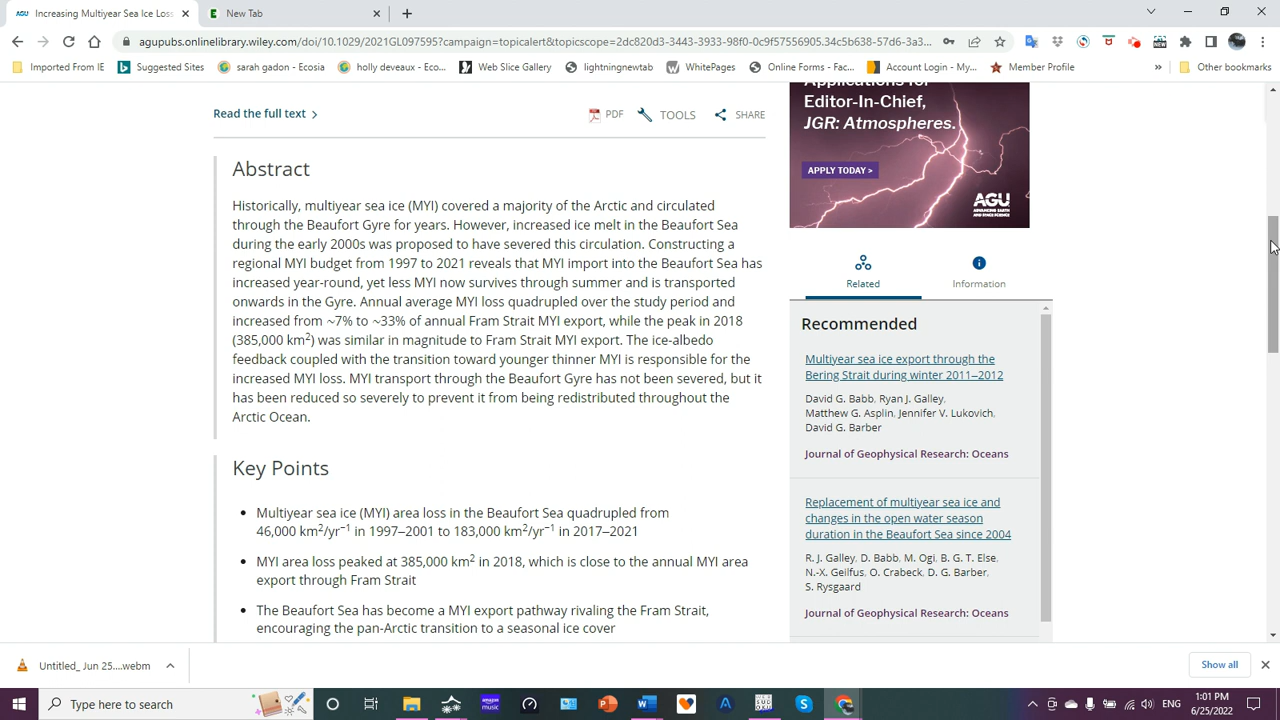 Increasing Multiyear Sea Ice Loss
New Tab
agupubs.onlinelibrary.wiley.com/doi/10.1029/2021GL097595?campaign=topicalert&topicscope=2dc820d3-3443-3933-98f0-0c9f57556905.34c5b638-57d6-3a3...
Imported From IE
Suggested Sites
sarah gadon - Ecosia
holly deveaux - Eco...
Web Slice Gallery
lightningnewtab
WhitePages
Online Forms - Fac...
Account Login - My...
Member Profile
Other bookmarks
Read the full text
PDF
TOOLS
SHARE
Abstract
Historically, multiyear sea ice (MYI) covered a majority of the Arctic and circulated
through the Beaufort Gyre for years. However, increased ice melt in the Beaufort Sea
during the early 2000s was proposed to have severed this circulation. Constructing a
regional MYI budget from 1997 to 2021 reveals that MYI import into the Beaufort Sea has
increased year-round, yet less MYI now survives through summer and is transported
onwards in the Gyre. Annual average MYI loss quadrupled over the study period and
increased from ~7% to ~33% of annual Fram Strait MYI export, while the peak in 2018
(385,000 km²) was similar in magnitude to Fram Strait MYI export. The ice-albedo
feedback coupled with the transition toward younger thinner MYI is responsible for the
increased MYI loss. MYI transport through the Beaufort Gyre has not been severed, but it
has been reduced so severely to prevent it from being redistributed throughout the
Arctic Ocean.
Key Points
Multiyear sea ice (MYI) area loss in the Beaufort Sea quadrupled from
46,000 km²/yr⁻¹ in 1997–2001 to 183,000 km²/yr⁻¹ in 2017–2021
MYI area loss peaked at 385,000 km² in 2018, which is close to the annual MYI area
export through Fram Strait
The Beaufort Sea has become a MYI export pathway rivaling the Fram Strait,
encouraging the pan-Arctic transition to a seasonal ice cover
Applications for
Editor-In-Chief,
JGR: Atmospheres.
APPLY TODAY >
AGU
ADVANCING EARTH
AND SPACE SCIENCE
Related
Information
Recommended
Multiyear sea ice export through the
Bering Strait during winter 2011–2012
David G. Babb, Ryan J. Galley,
Matthew G. Asplin, Jennifer V. Lukovich,
David G. Barber
Journal of Geophysical Research: Oceans
Replacement of multiyear sea ice and
changes in the open water season
duration in the Beaufort Sea since 2004
R. J. Galley, D. Babb, M. Ogi, B. G. T. Else,
N.-X. Geilfus, O. Crabeck, D. G. Barber,
S. Rysgaard
Journal of Geophysical Research: Oceans
Untitled_ Jun 25....webm
Show all
Type here to search
ENG
1:01 PM
6/25/2022